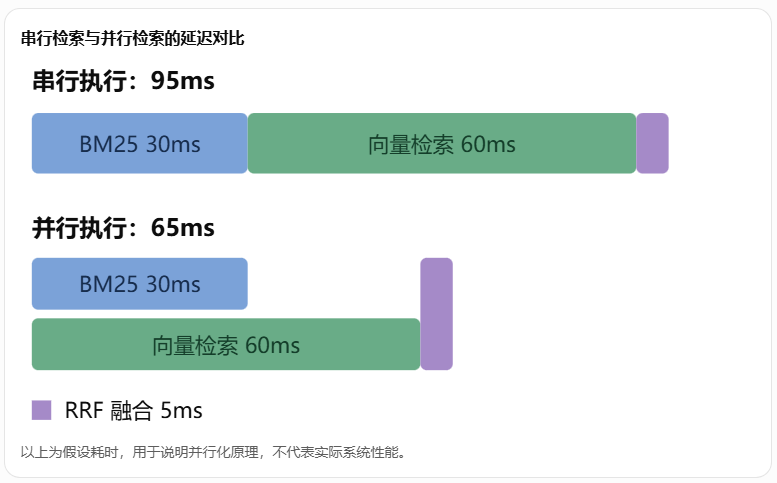 串行检索与并行检索的延迟对比
串行执行：95ms
BM25 30ms
向量检索 60ms
并行执行：65ms
BM25 30ms
向量检索 60ms
RRF 融合 5ms
以上为假设耗时，用于说明并行化原理，不代表实际系统性能。